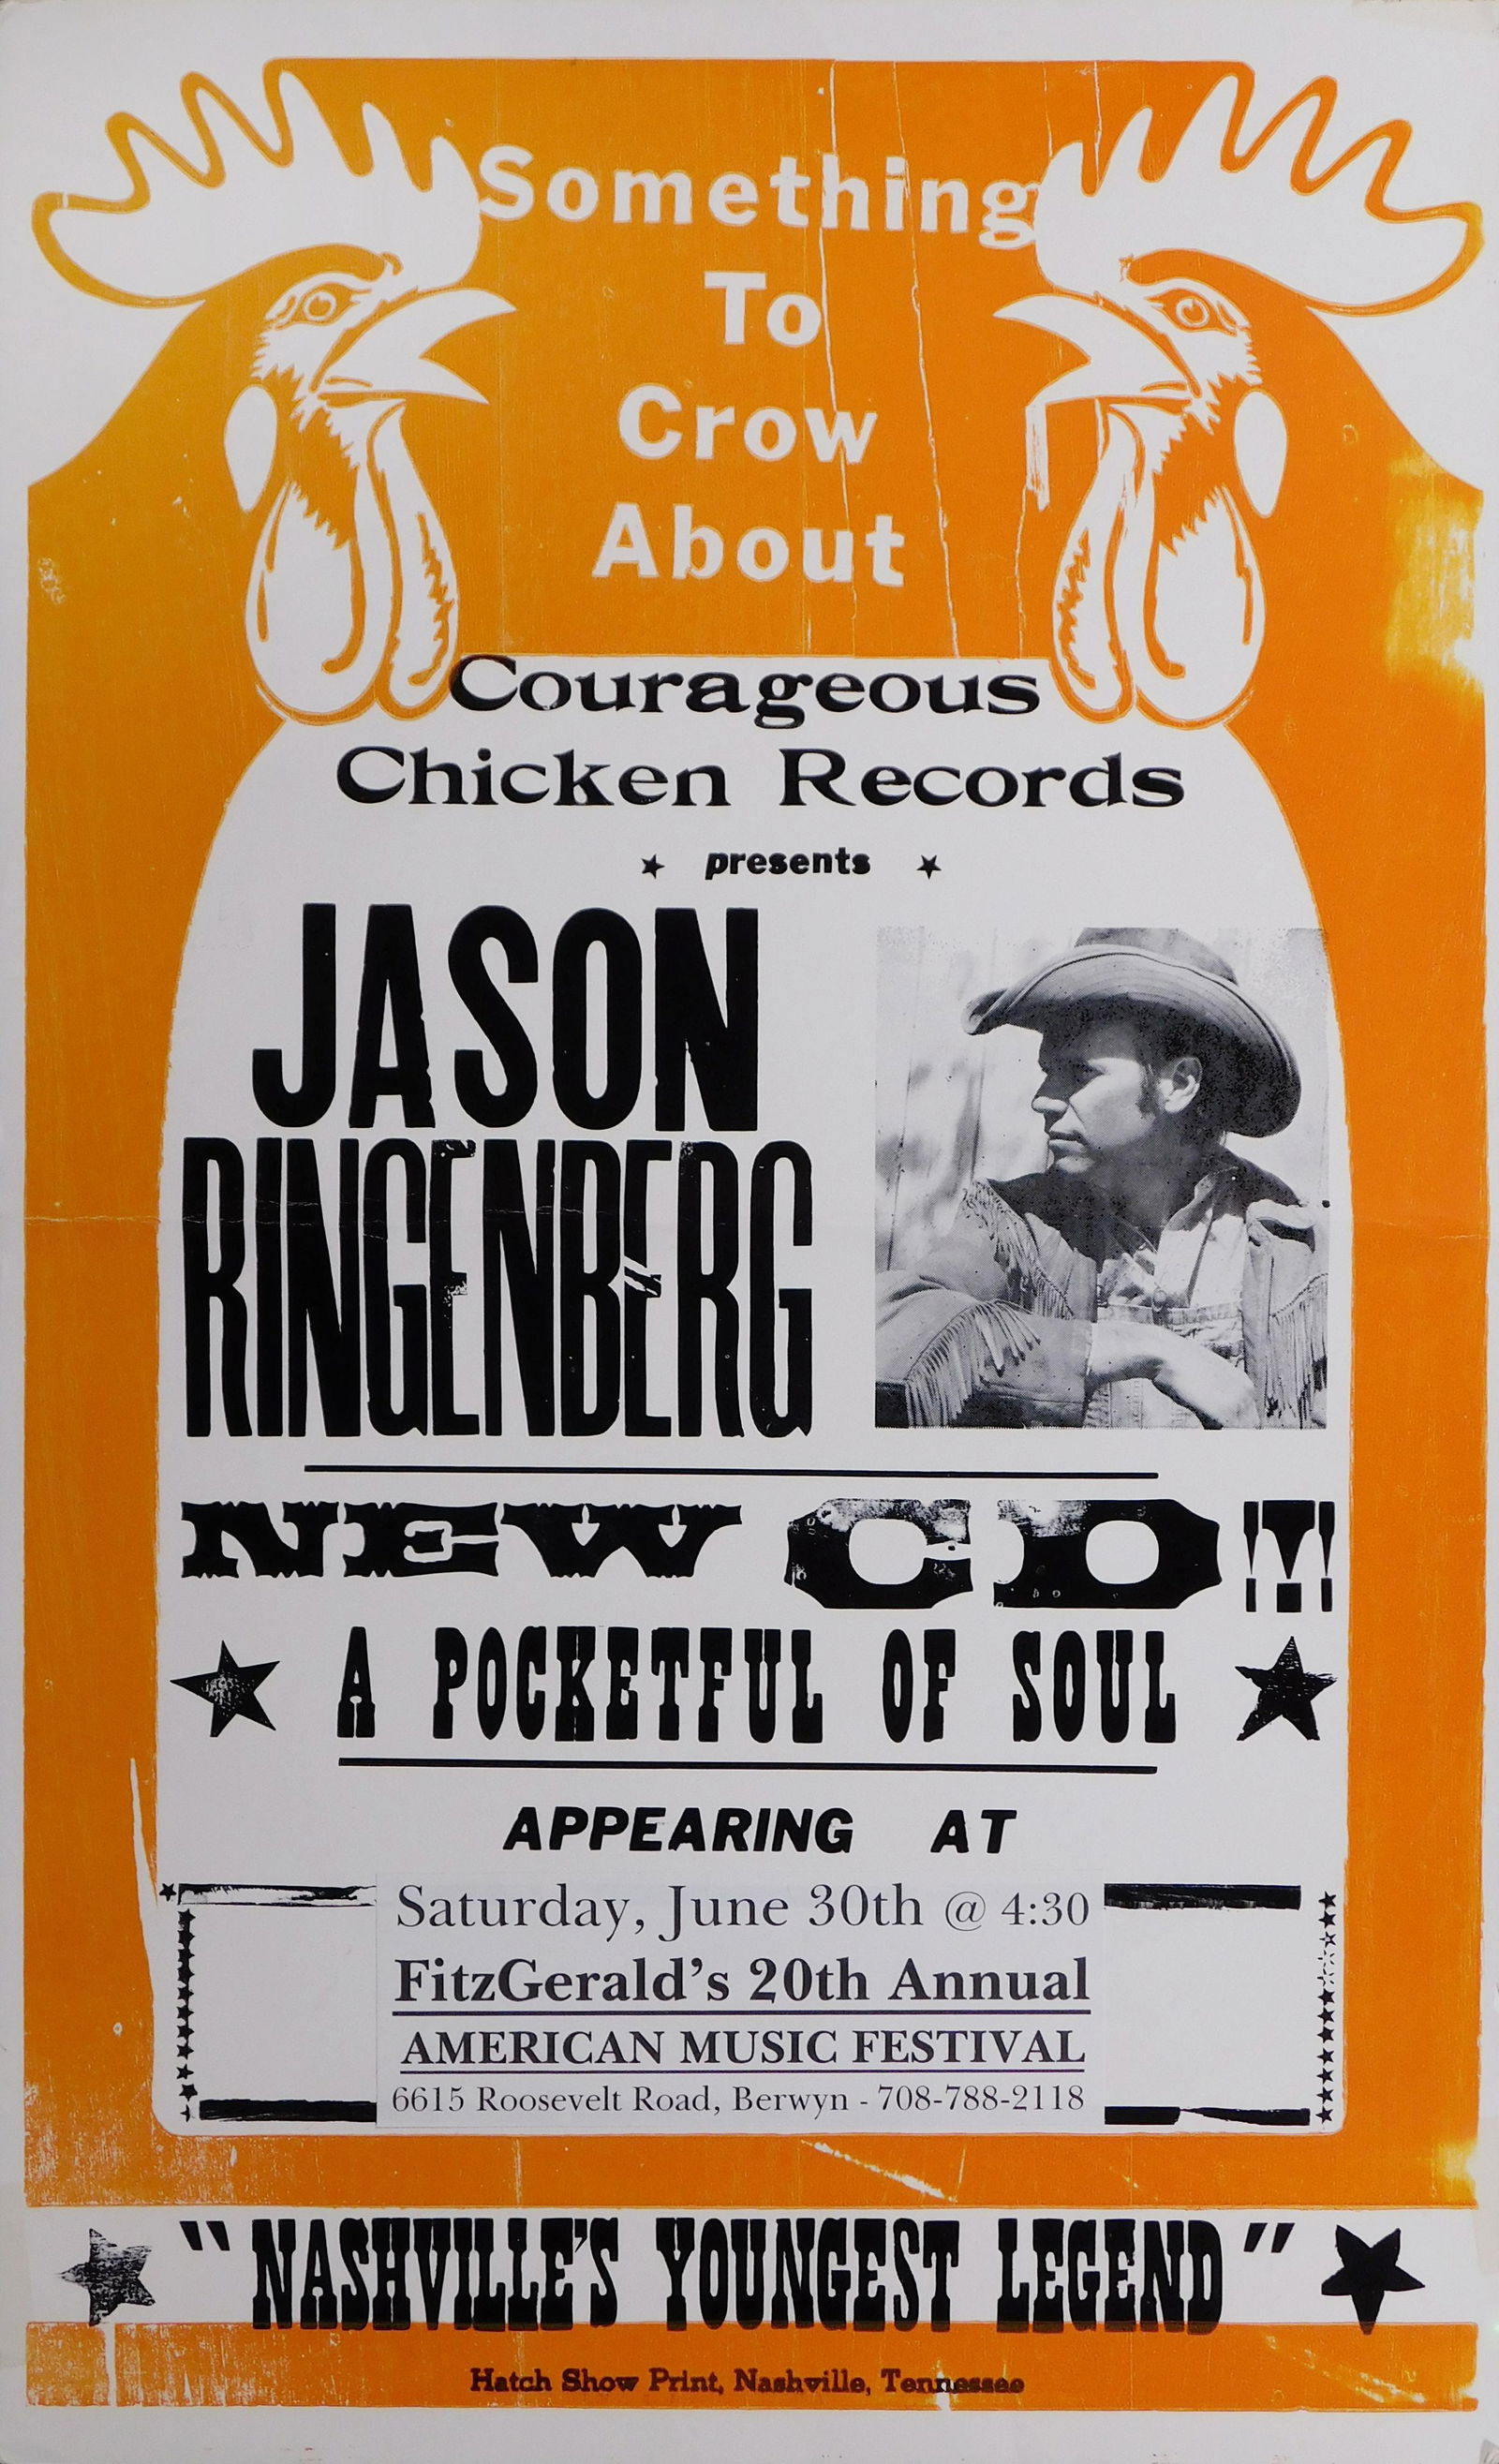 Something
To
Crow
About
Courageous
Chicken Records
presents
JASON
RINGENBERG
NEW CD !!!
A POCKETFUL OF SOUL
APPEARING AT
Saturday, June 30th @ 4:30
FitzGerald's 20th Annual
AMERICAN MUSIC FESTIVAL
6615 Roosevelt Road, Berwyn - 708-788-2118
"NASHVILLE'S YOUNGEST LEGEND"
Hatch Show Print, Nashville, Tennessee